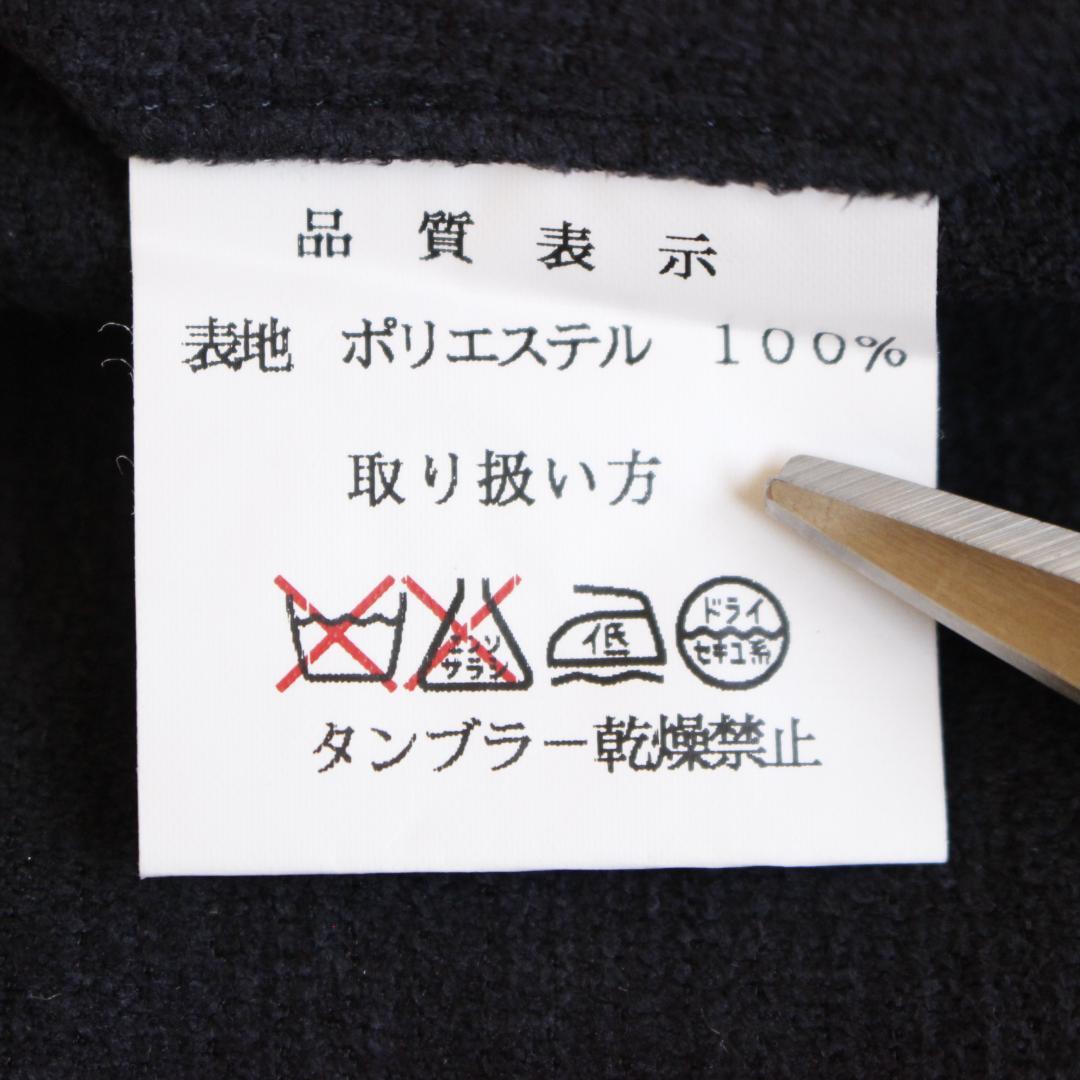 品質表示
表地 ポリエステル 100%
取り扱い方
エンソ
サラシ
低
ドライ
セキユ系
タンブラー乾燥禁止